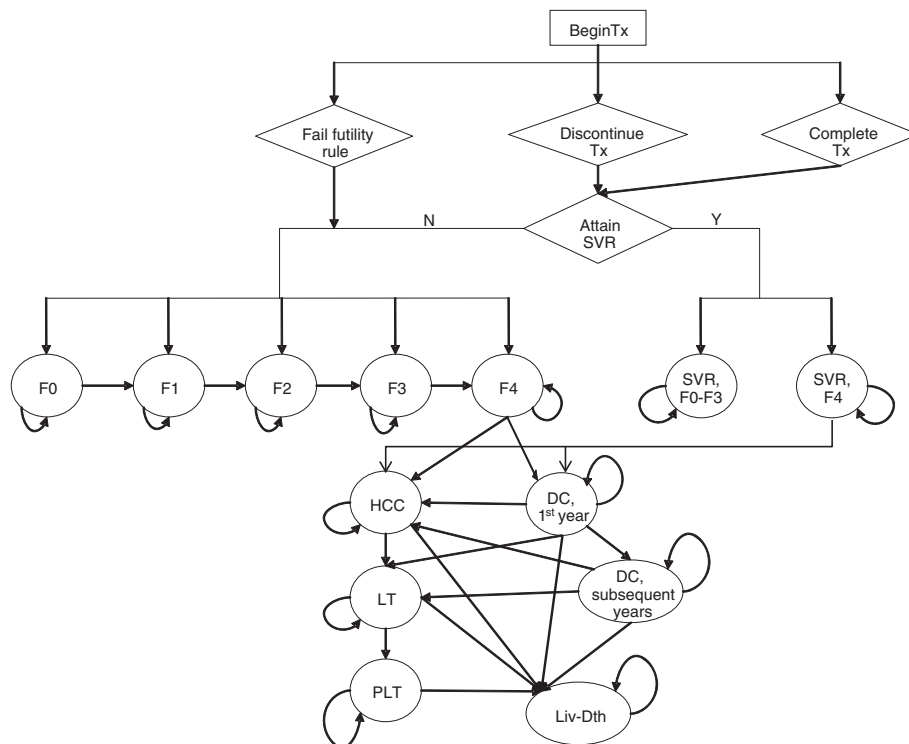 BeginTx
Fail futility
rule
Discontinue
Tx
Complete
Tx
N
Attain
SVR
Y
F0
F1
F2
F3
F4
SVR,
F0-F3
SVR,
F4
HCC
DC,
1st year
LT
DC,
subsequent
years
PLT
Liv-Dth